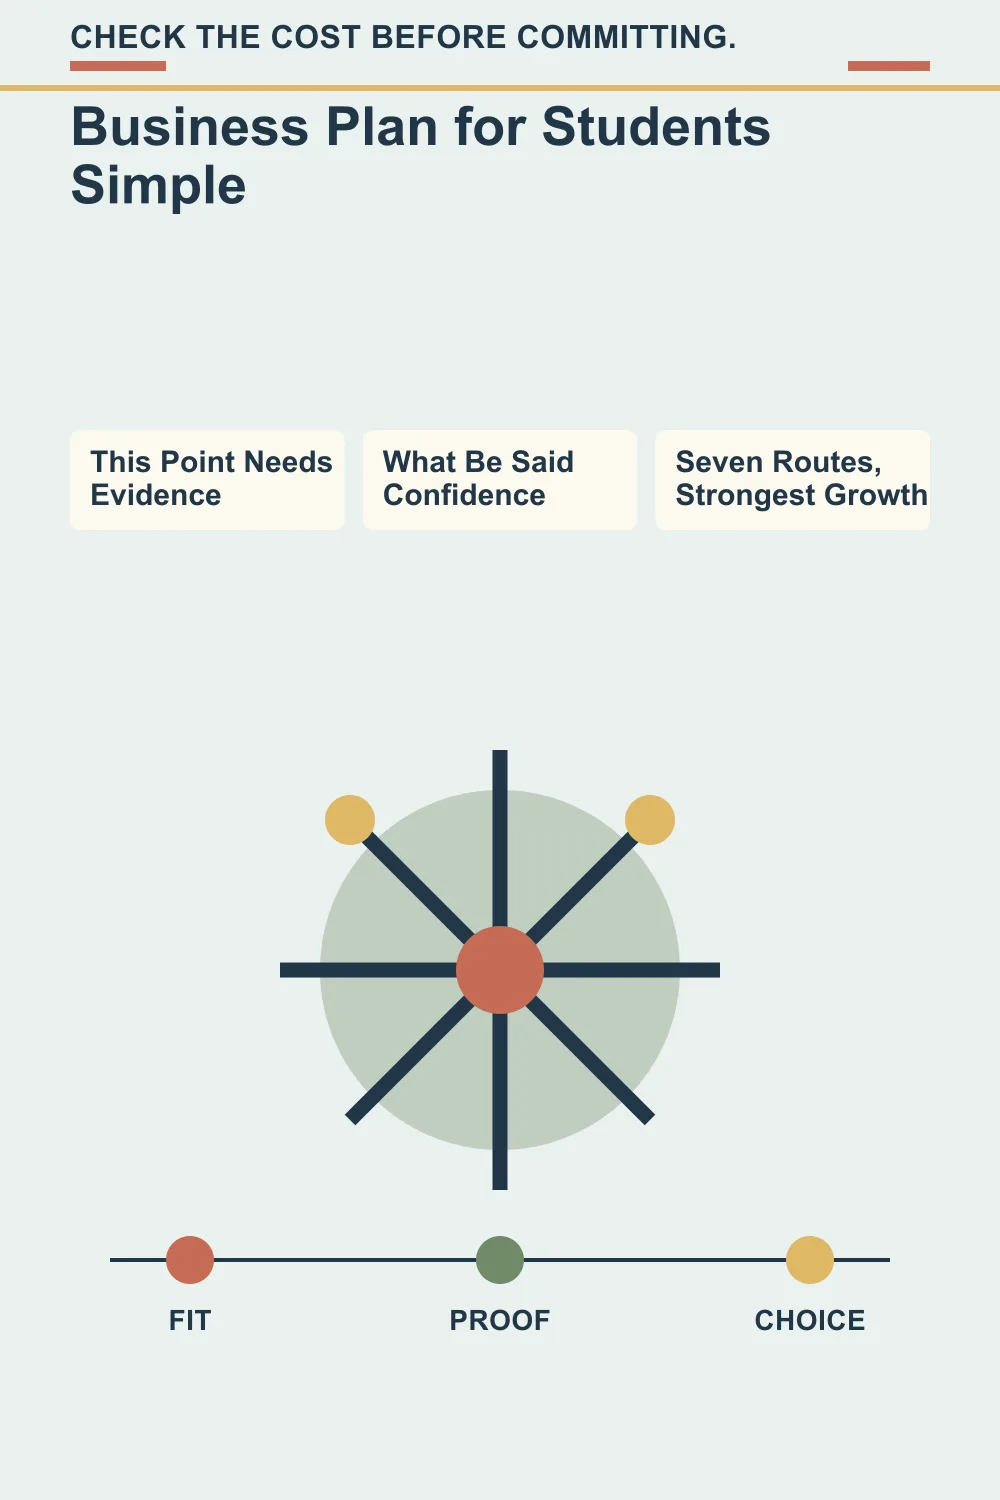 CHECK THE COST BEFORE COMMITTING.
Business Plan for Students
Simple
This Point Needs
Evidence
What Be Said
Confidence
Seven Routes,
Strongest Growth
FIT
PROOF
CHOICE